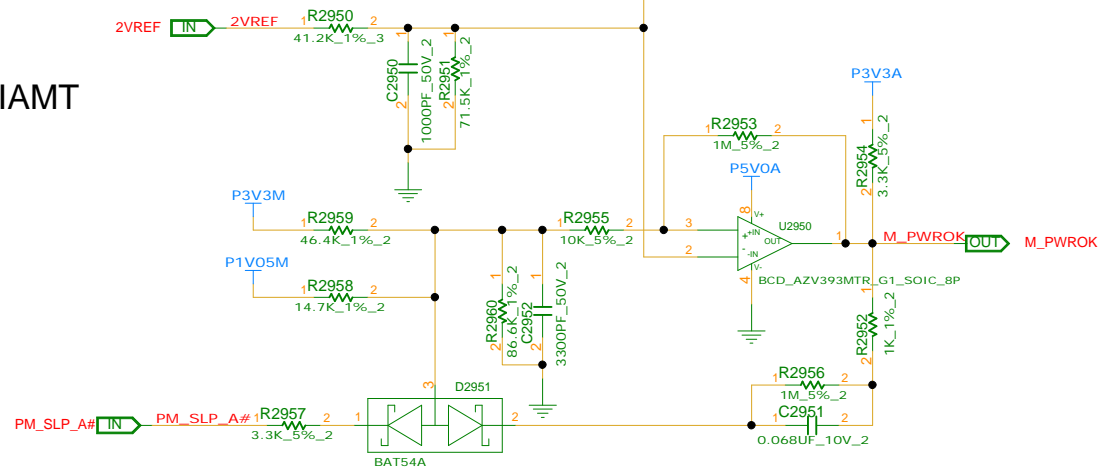 2VREF IN 2VREF 1 R2950 2
41.2K_1%_3
IAMT
1 C2950 2 1000PF_50V_2
1 R2951 2 71.5K_1%_2
P3V3A
1 R2953 2
1M_5%_2
1 R2954 2 3.3K_5%_2
P5V0A
P3V3M
1 R2959 2
46.4K_1%_2
1 R2955 2
10K_5%_2
8 V+ U2950
3 + +IN
OUT 1
2 - -IN
4 V-
M_PWROK OUT M_PWROK
BCD_AZV393MTR_G1_SOIC_8P
P1V05M
1 R2958 2
14.7K_1%_2
1 R2960 2 86.6K_1%_2
1 C2952 2 3300PF_50V_2
1 R2952 2 1K_1%_2
1 R2956 2
1M_5%_2
1 C2951 2
0.068UF_10V_2
3 D2951
PM_SLP_A# IN PM_SLP_A# 1 R2957 2
3.3K_5%_2
1 2
BAT54A